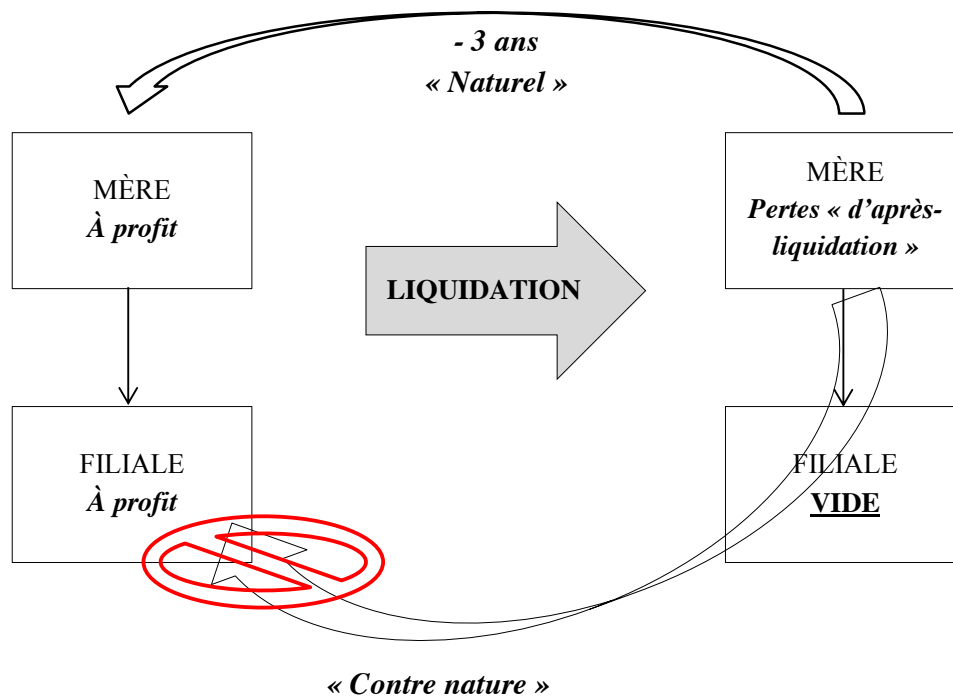 - 3 ans
« Naturel »
MÈRE
À profit
MÈRE
Pertes « d’après-
liquidation »
LIQUIDATION
FILIALE
À profit
FILIALE
VIDE
« Contre nature »